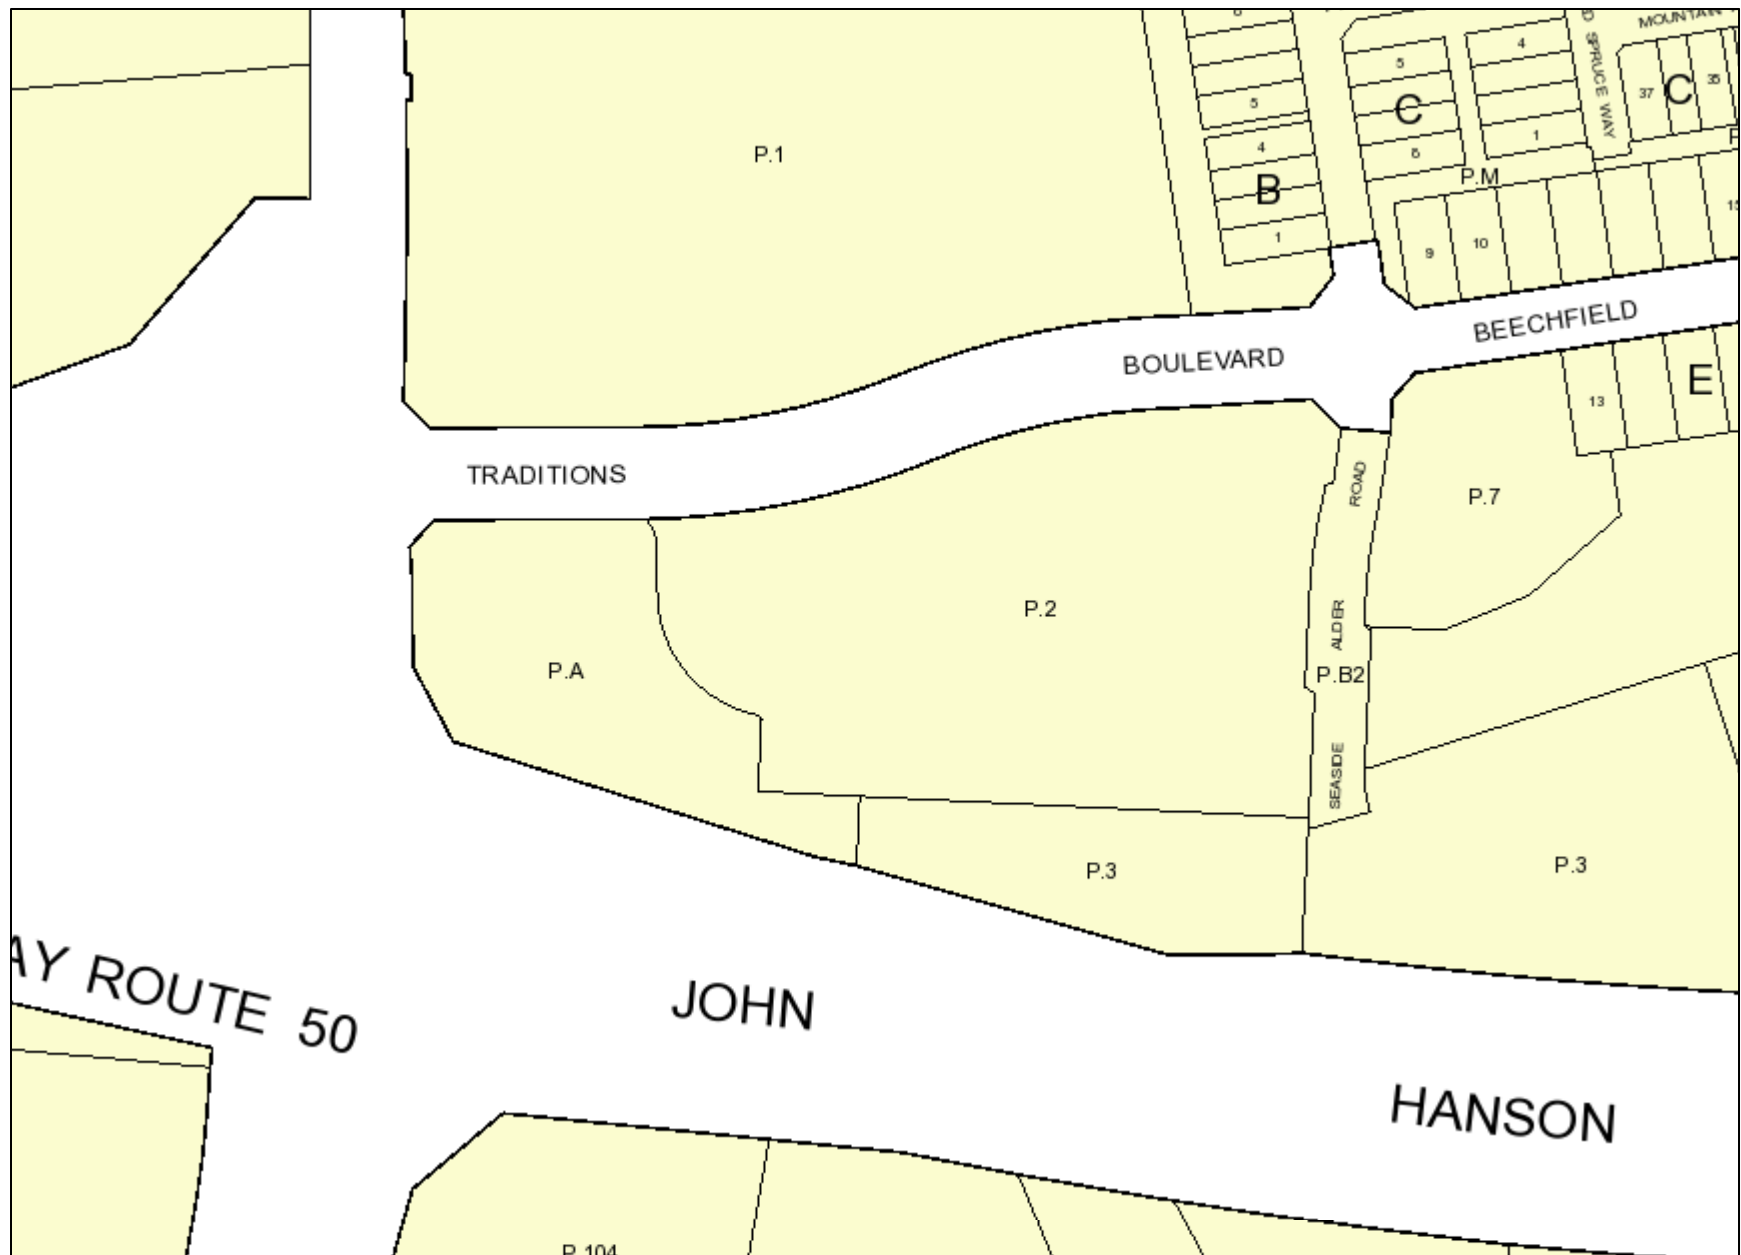 MOUNTAIN
4
5
SPRUCE WAY
C
35
37
5
C
P.1
4
6
1
P.M
B
1
9
10
BEECHFIELD
BOULEVARD
E
13
TRADITIONS
ROAD
P.7
P.2
ALDER
P.A
P.B2
SEASIDE
P.3
P.3
AY ROUTE 50
JOHN
HANSON
P.104